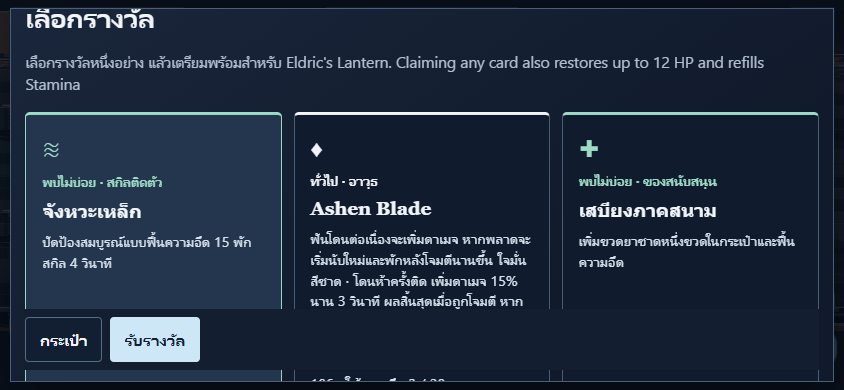 เลือกรางวัล
เลือกรางวัลหนึ่งอย่าง แล้วเตรียมพร้อมสำหรับ Eldric's Lantern. Claiming any card also restores up to 12 HP and refills
Stamina
พบไม่บ่อย · สกิลติดตัว
จังหวะเหล็ก
ปัดป้องสมบูรณ์แบบฟื้นความอึด 15 พัก
สกิล 4 วินาที
ทั่วไป · อาวุธ
Ashen Blade
ฟันโดนต่อเนื่องจะเพิ่มดาเมจ หากพลาดจะ
เริ่มนับใหม่และพักหลังโจมตีนานขึ้น ใจมั่น
สีชาด · โดนห้าครั้งติด เพิ่มดาเมจ 15%
นาน 3 วินาที ผลสิ้นสุดเมื่อถูกโจมตี หาก
พบไม่บ่อย · ของสนับสนุน
เสบียงภาคสนาม
เพิ่มขวดยาชาดหนึ่งขวดในกระเป๋าและฟื้น
ความอึด
กระเป๋า
รับรางวัล